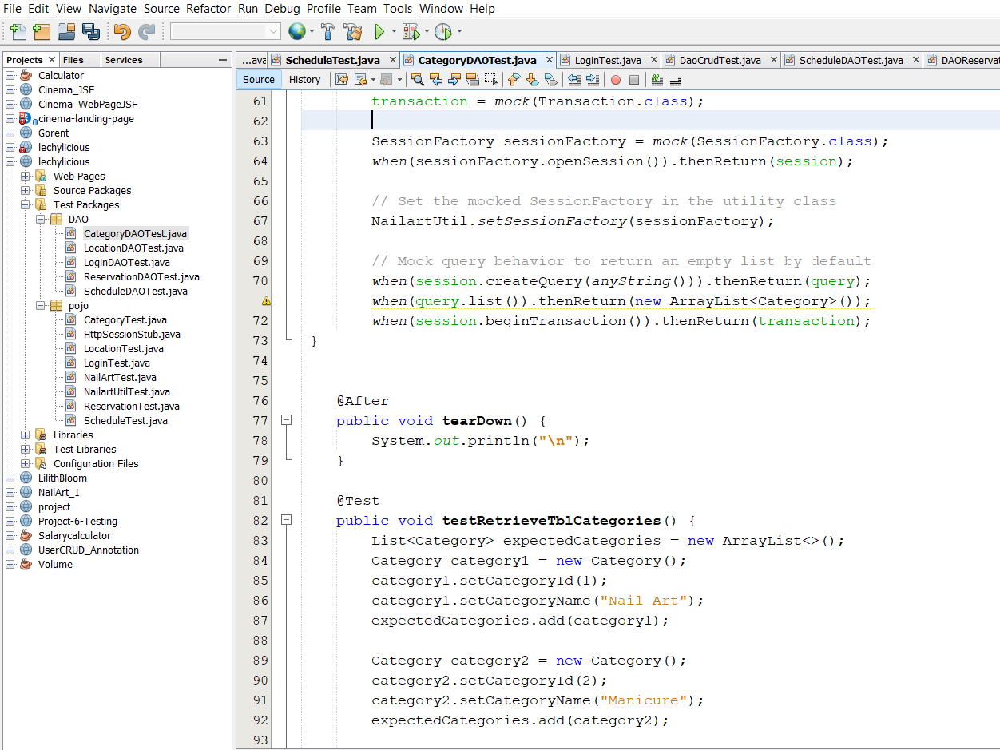 File Edit View Navigate Source Refactor Run Debug Profile Team Tools Window Help
Projects Files Services
...ava ScheduleTest.java CategoryDAOTest.java LoginTest.java DaoCrudTest.java ScheduleDAOTest.java DAOReservat
Source History
Calculator
Cinema_JSF
Cinema_WebPageJSF
cinema-landing-page
Gorent
lechylicious
lechylicious
Web Pages
Source Packages
Test Packages
DAO
CategoryDAOTest.java
LocationDAOTest.java
LoginDAOTest.java
ReservationDAOTest.java
ScheduleDAOTest.java
pojo
CategoryTest.java
HttpSessionStub.java
LocationTest.java
LoginTest.java
NailArtTest.java
NailartUtilTest.java
ReservationTest.java
ScheduleTest.java
Libraries
Test Libraries
Configuration Files
LilithBloom
NailArt_1
project
Project-6-Testing
Salarycalculator
UserCRUD_Annotation
Volume
61 transaction = mock(Transaction.class);
62
63 SessionFactory sessionFactory = mock(SessionFactory.class);
64 when(sessionFactory.openSession()).thenReturn(session);
65
66 // Set the mocked SessionFactory in the utility class
67 NailartUtil.setSessionFactory(sessionFactory);
68
69 // Mock query behavior to return an empty list by default
70 when(session.createQuery(anyString())).thenReturn(query);
when(query.list()).thenReturn(new ArrayList<Category>());
72 when(session.beginTransaction()).thenReturn(transaction);
73 }
74
75
76 @After
77 public void tearDown() {
78 System.out.println("\n");
79 }
80
81 @Test
82 public void testRetrieveTblCategories() {
83 List<Category> expectedCategories = new ArrayList<>();
84 Category category1 = new Category();
85 category1.setCategoryId(1);
86 category1.setCategoryName("Nail Art");
87 expectedCategories.add(category1);
88
89 Category category2 = new Category();
90 category2.setCategoryId(2);
91 category2.setCategoryName("Manicure");
92 expectedCategories.add(category2);
93